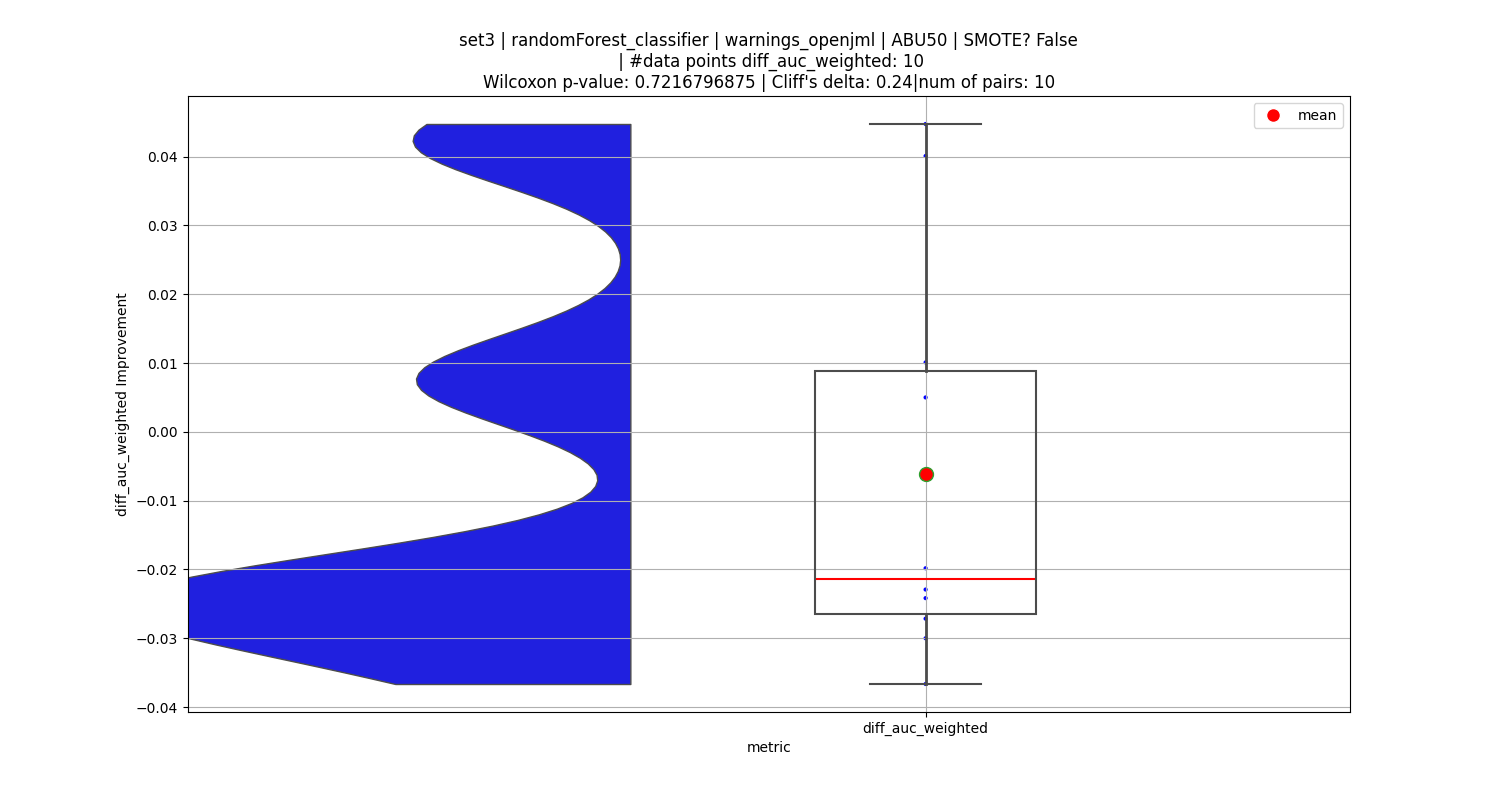 set3 | randomForest_classifier | warnings_openjml | ABU50 | SMOTE? False
| #data points diff_auc_weighted: 10
Wilcoxon p-value: 0.7216796875 | Cliff's delta: 0.24|num of pairs: 10
mean
0.04
0.03
0.02
0.01
0.00
−0.01
−0.02
−0.03
−0.04
diff_auc_weighted Improvement
diff_auc_weighted
metric